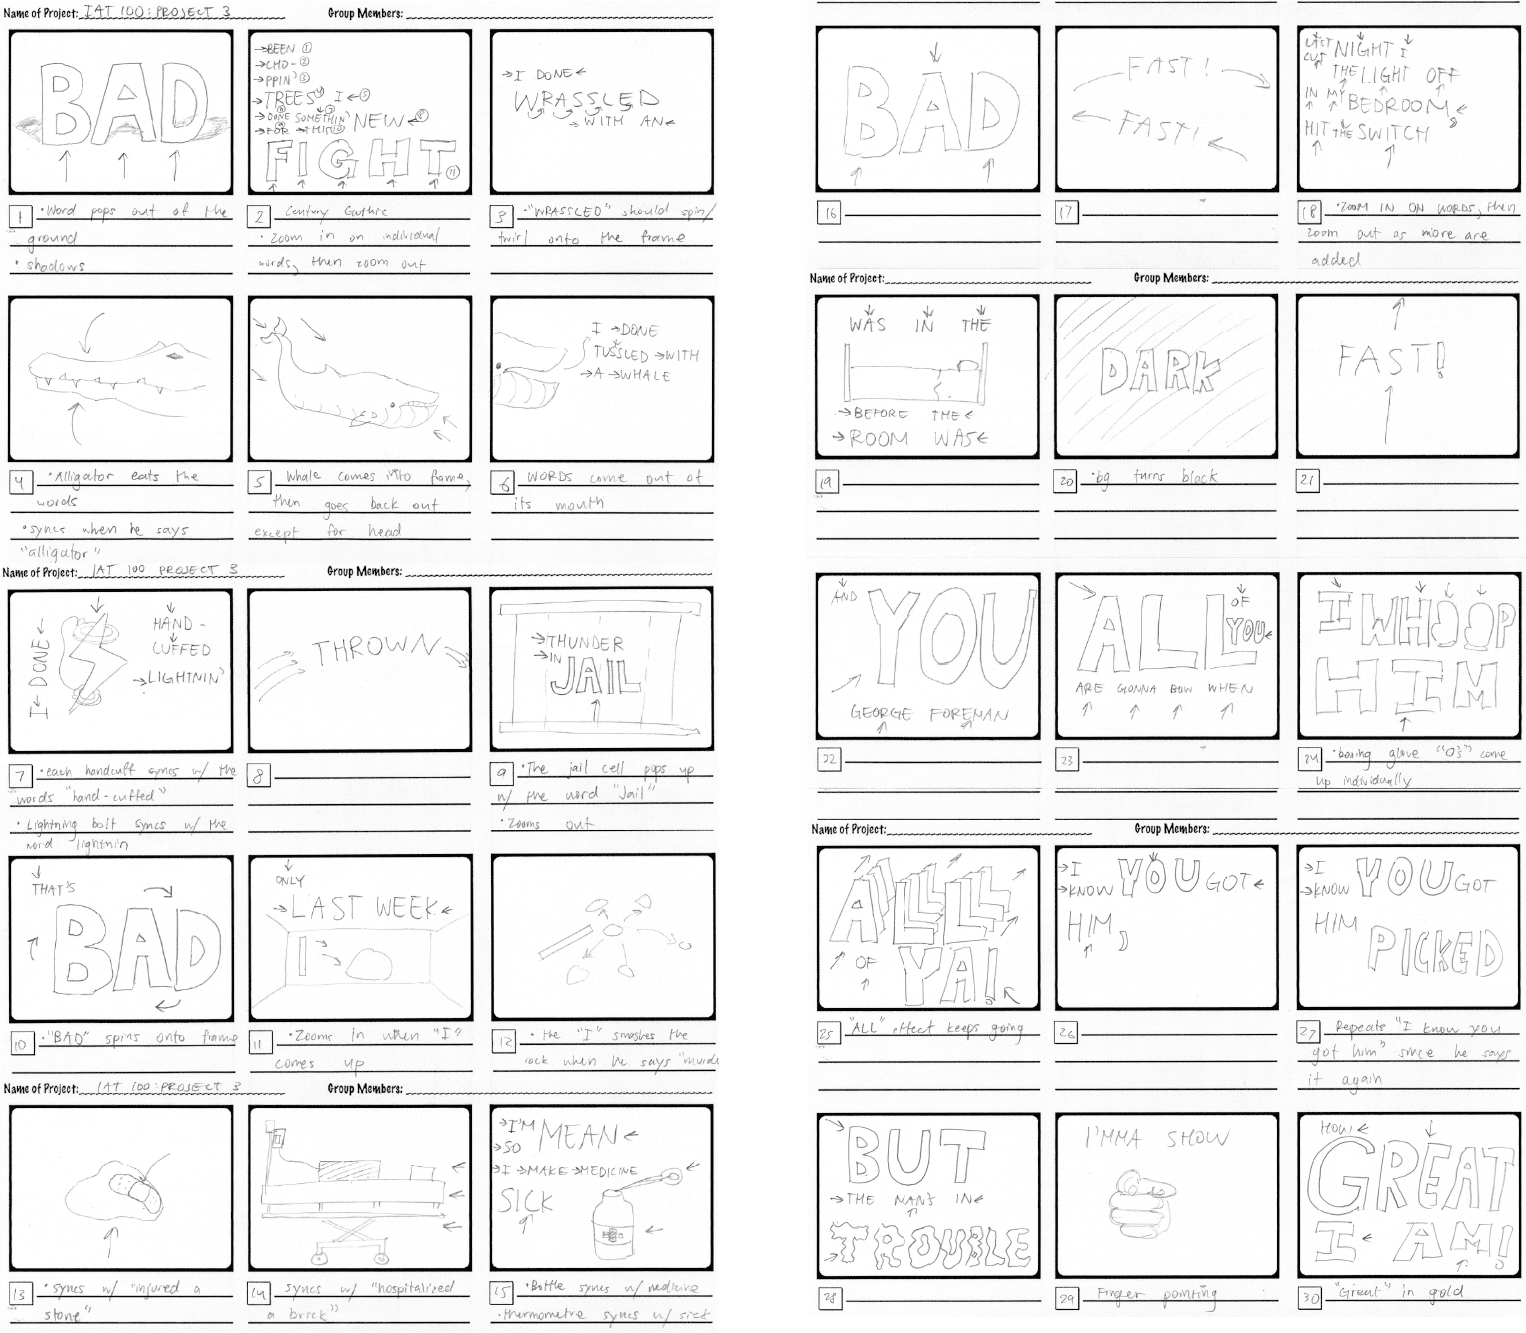 Name of Project: IAT 100: PROJECT 3
Group Members:
BAD
→BEEN ①
→CHO- ②
→PPIN' ③
→TREES ④ I ←⑤
→DONE SOMETHIN' NEW ←⑧
→FOR →THIS
FIGHT. ⑪
→I DONE←
WRASSLED
→WITH AN←
1 • Word pops out of the
ground
• shadows
2 Century Gothic
• Zoom in on individual
words, then zoom out
3 • "WRASSLED" should spin/
twirl onto the frame
I →DONE
TUSSLED →WITH
→A →WHALE
4 • Alligator eats the
words
• syncs when he says
"alligator"
5 Whale comes into frame,
then goes back out
except for head
6 WORDS come out of
its mouth
Name of Project: IAT 100 PROJECT 3
Group Members:
I← DONE←
HAND-
CUFFED
→LIGHTNIN'
THROWN
→THUNDER
→IN
JAIL
7 • each handcuff syncs w/ the
words "hand-cuffed"
• Lightning bolt syncs w/ the
word lightnin
8
9 • The jail cell pops up
w/ the word "Jail"
• Zooms out
THAT'S
BAD
ONLY
→LAST WEEK←
I
10 • "BAD" spins onto frame
11 • Zooms in when "I"
comes up
12 • the "I" smashes the
rock when he says "murde
Name of Project: IAT 100: PROJECT 3
Group Members:
→I'M MEAN←
→SO
→I →MAKE →MEDICINE
SICK
13 • syncs w/ "injured a
stone"
14 syncs w/ "hospitalized
a brick"
15 • Bottle syncs w/ medicine
• thermometre syncs w/ sick
BAD
FAST!
FAST!
LAST NIGHT I
CUT THE LIGHT OFF
IN MY BEDROOM,
HIT THE SWITCH
16
17
18 • ZOOM IN ON WORDS, then
zoom out as more are
added
Name of Project:
Group Members:
WAS IN THE
→BEFORE THE←
→ROOM WAS←
DARK
FAST!
19
20 • bg turns black
21
AND
YOU
GEORGE FOREMAN
ALL OF YOU←
ARE GONNA BOW WHEN
I WHOOP
HIM
22
23
24 • boxing glove "O's" come
up individually
Name of Project:
Group Members:
ALL
OF YA!
→I
→KNOW YOU GOT←
HIM,
→I
→KNOW YOU GOT
HIM PICKED
25 "ALL" effect keeps going
26
27 Repeats "I know you
got him" since he says
it again
BUT
→THE MAN'S IN←
→TROUBLE
I'MMA SHOW
HOW←
GREAT
I← AM!
28
29 Finger pointing
30 "Great" in gold